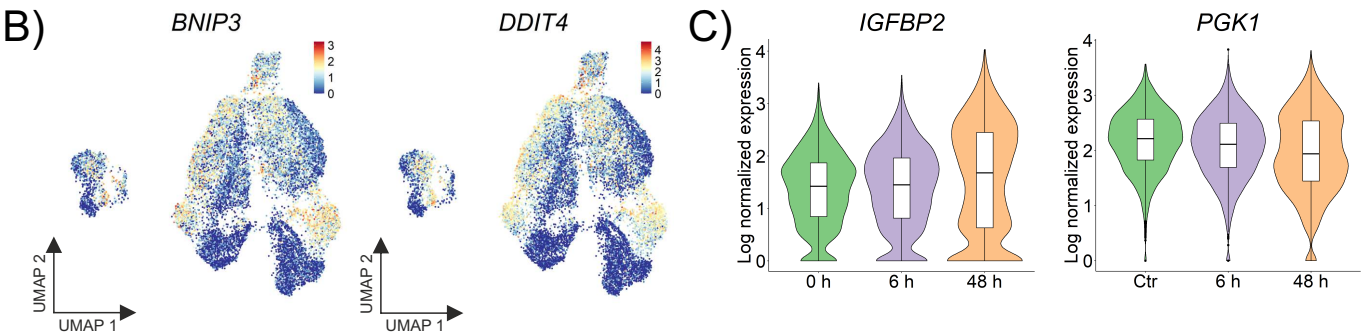 B)
BNIP3
3
2
1
0
UMAP 2
UMAP 1
DDIT4
4
3
2
1
0
UMAP 2
UMAP 1
C)
IGFBP2
Log normalized expression
4
3
2
1
0
0 h 6 h 48 h
PGK1
Log normalized expression
4
3
2
1
0
Ctr 6 h 48 h